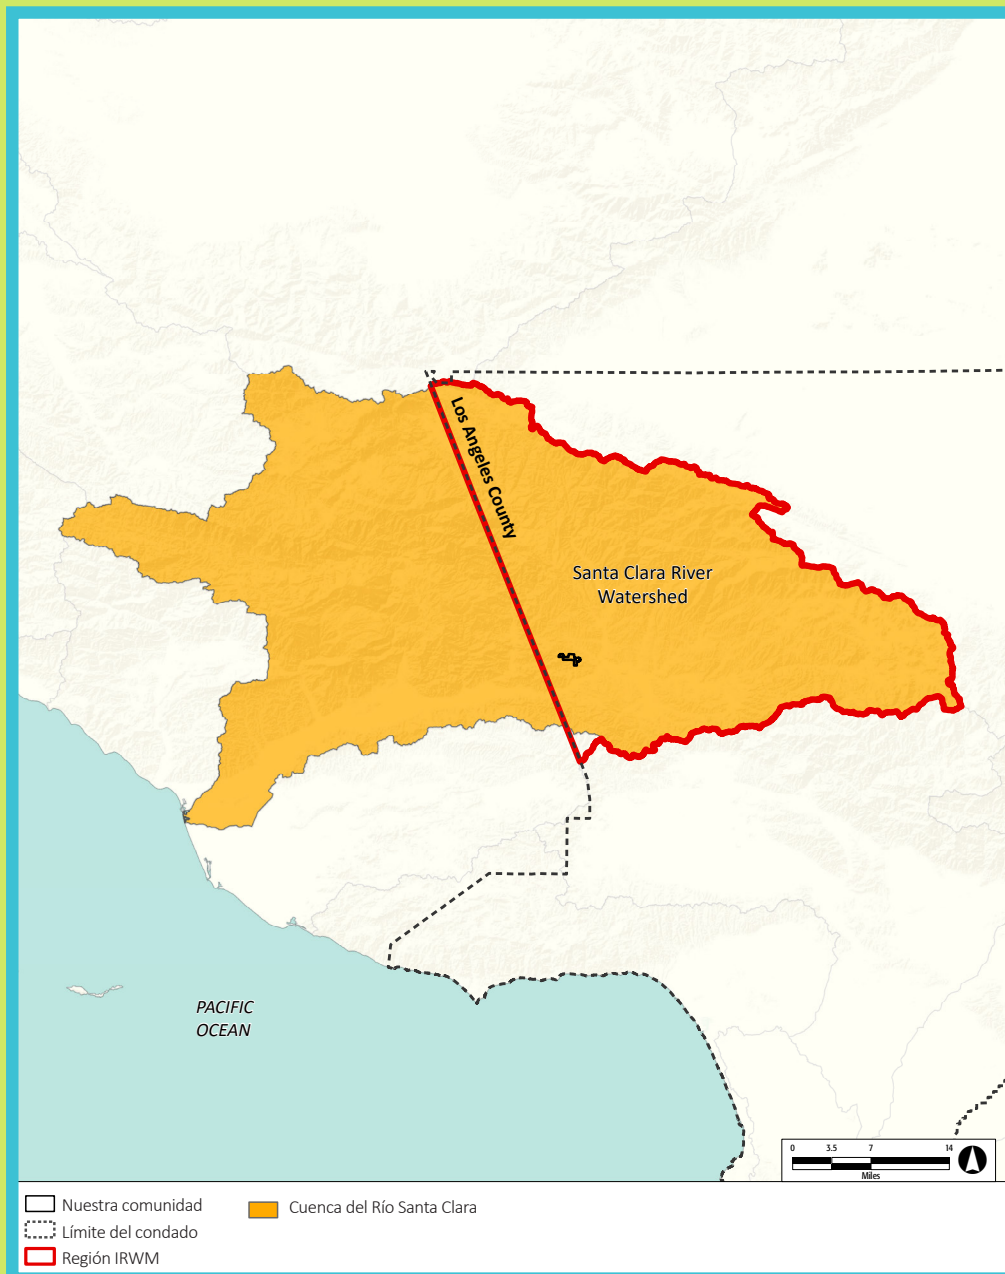 Los Angeles County
Santa Clara River
Watershed
PACIFIC
OCEAN
0 3.5 7 14
Miles
Nuestra comunidad
Límite del condado
Región IRWM
Cuenca del Río Santa Clara